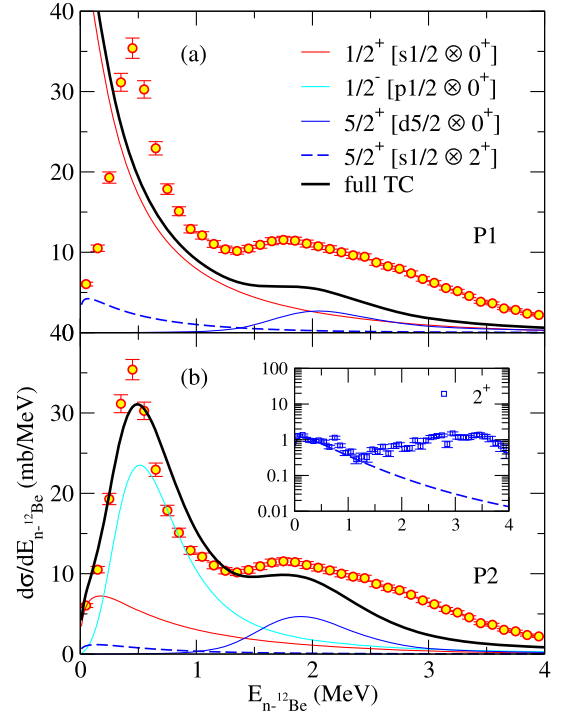 40
30
20
10
40
(a)
1/2⁺ [s1/2 ⊗ 0⁺]
1/2⁻ [p1/2 ⊗ 0⁺]
5/2⁺ [d5/2 ⊗ 0⁺]
5/2⁺ [s1/2 ⊗ 2⁺]
full TC
P1
30
20
10
0
(b)
100
10
1
0.1
0.01
0 1 2 3 4
2⁺
P2
0 1 2 3 4
dσ/dE n-¹²Be (mb/MeV)
E n-¹²Be (MeV)